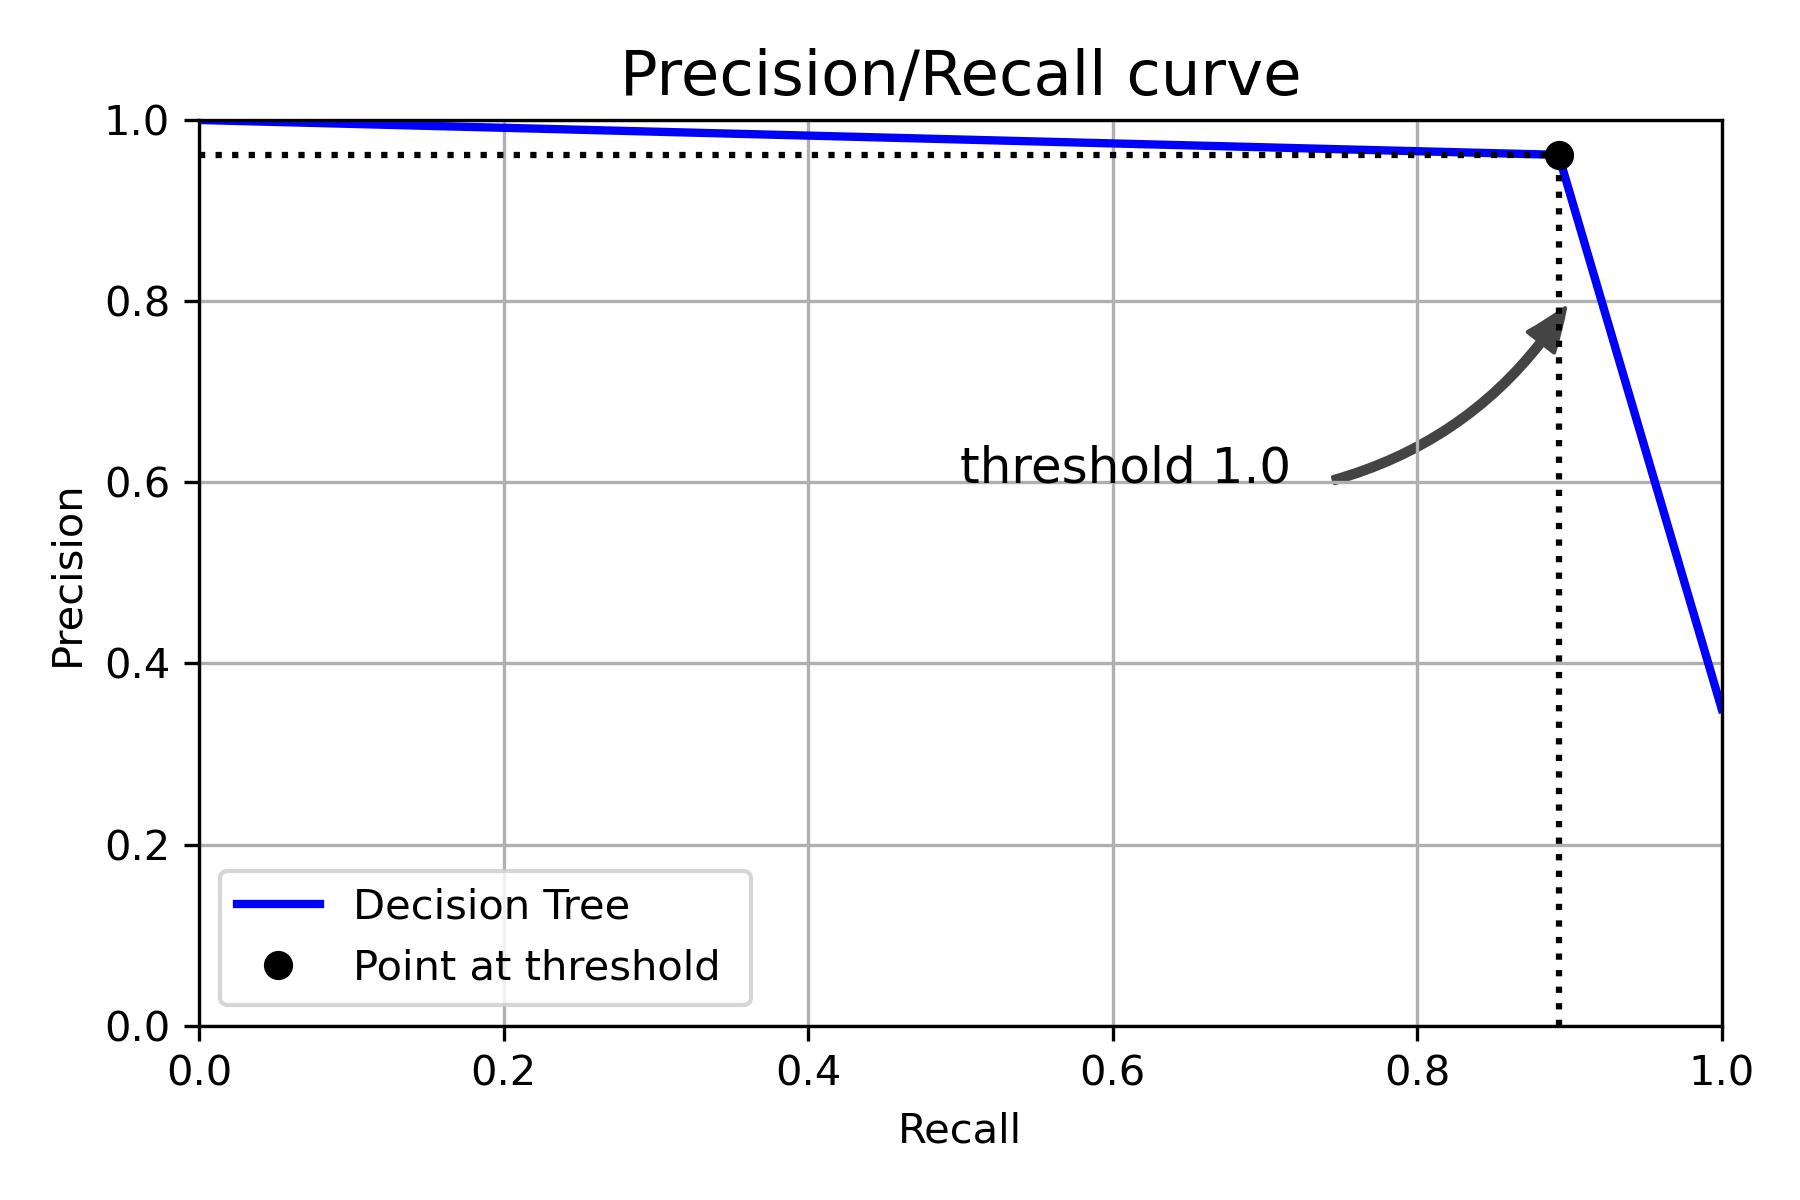 Precision/Recall curve
1.0
0.8
0.6
0.4
0.2
0.0
Precision
threshold 1.0
Decision Tree
Point at threshold
0.0 0.2 0.4 0.6 0.8 1.0
Recall